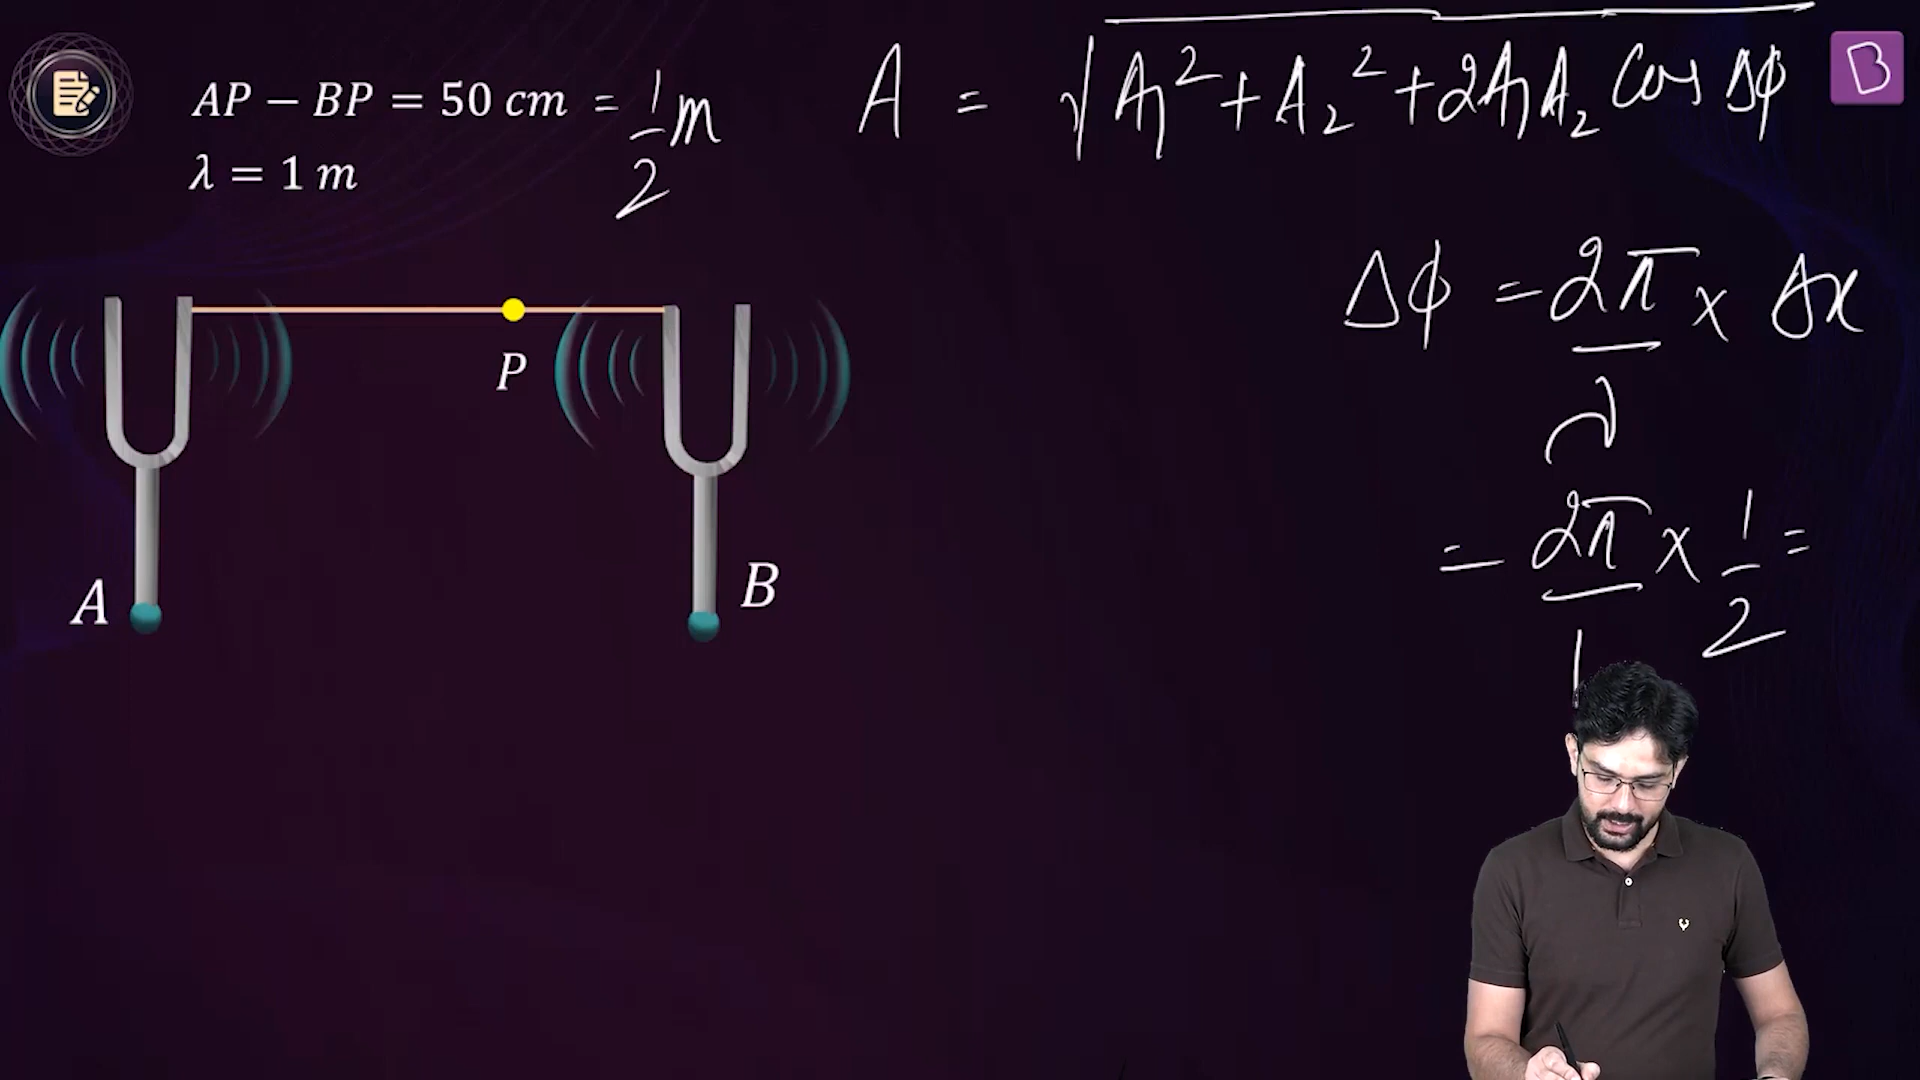 AP − BP = 50 cm = 1/2 m
λ = 1 m
A = √A₁² + A₂² + 2A₁A₂ Cos Δϕ
B
Δϕ = 2π/λ × Δx
= 2π/1 × 1/2 =
P
A
B